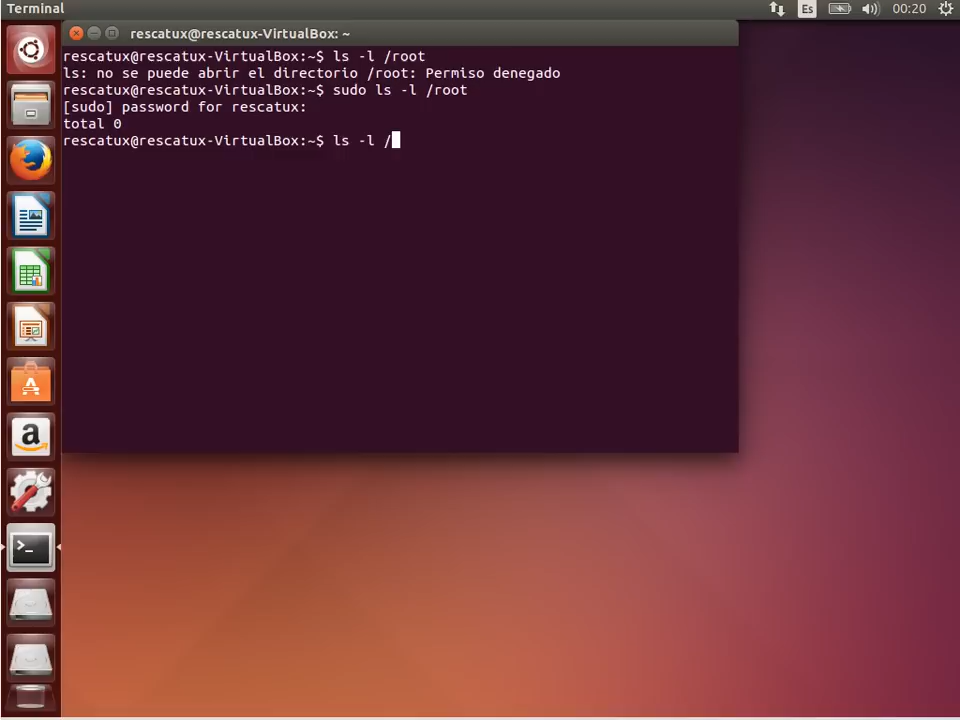 Terminal
Es
00:20
rescatux@rescatux-VirtualBox: ~
rescatux@rescatux-VirtualBox:~$ ls -l /root
ls: no se puede abrir el directorio /root: Permiso denegado
rescatux@rescatux-VirtualBox:~$ sudo ls -l /root
[sudo] password for rescatux:
total 0
rescatux@rescatux-VirtualBox:~$ ls -l /